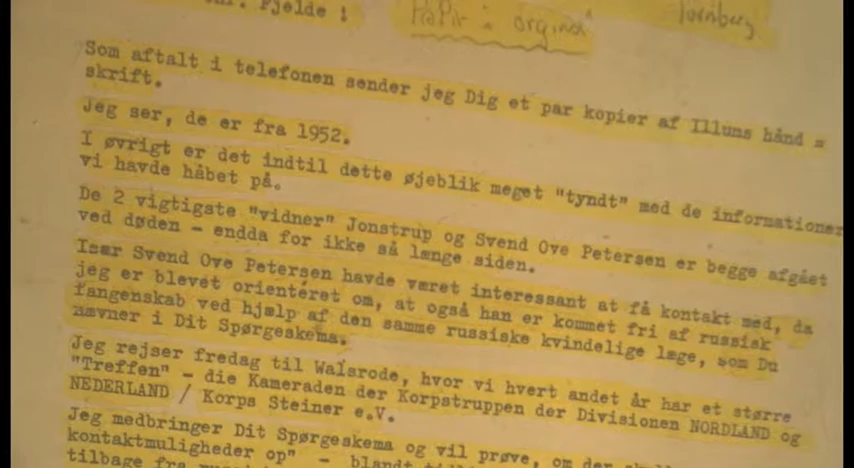 Fjelde !
Som aftalt i telefonen sender jeg Dig et par kopier af Illums hånd =
skrift.
Jeg ser, de er fra 1952.
I øvrigt er det indtil dette øjeblik meget "tyndt" med de informationer
vi havde håbet på.
De 2 vigtigste "vidner" Jonstrup og Svend Ove Petersen er begge afgået
ved døden - endda for ikke så længe siden.
Især Svend Ove Petersen havde været interessant at få kontakt med, da
jeg er blevet orientéret om, at også han er kommet fri af russisk
fangenskab ved hjælp af den samme russiske kvindelige læge, som Du
nævner i Dit Spørgeskema.
Jeg rejser fredag til Walsrode, hvor vi hvert andet år har et større
"Treffen" - die Kameraden der Korpstruppen der Divisionen NORDLAND og
NEDERLAND / Korps Steiner e.V.
Jeg medbringer Dit Spørgeskema og vil prøve, om der
kontaktmuligheder op" - blandt
tilbage fra